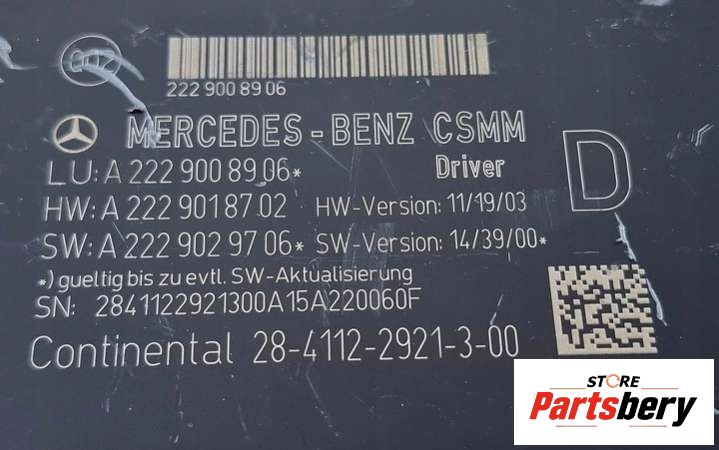 002
222 900 89 06
MERCEDES-BENZ CSMM
LU: A 222 900 89 06* Driver
D
HW: A 222 901 87 02 HW-Version: 11/19/03
SW: A 222 902 97 06* SW-Version: 14/39/00*
*) gueltig bis zu evtl. SW-Aktualisierung
SN: 2841122921300A15A220060F
Continental 28-4112-2921-3-00
STORE
Partsbery